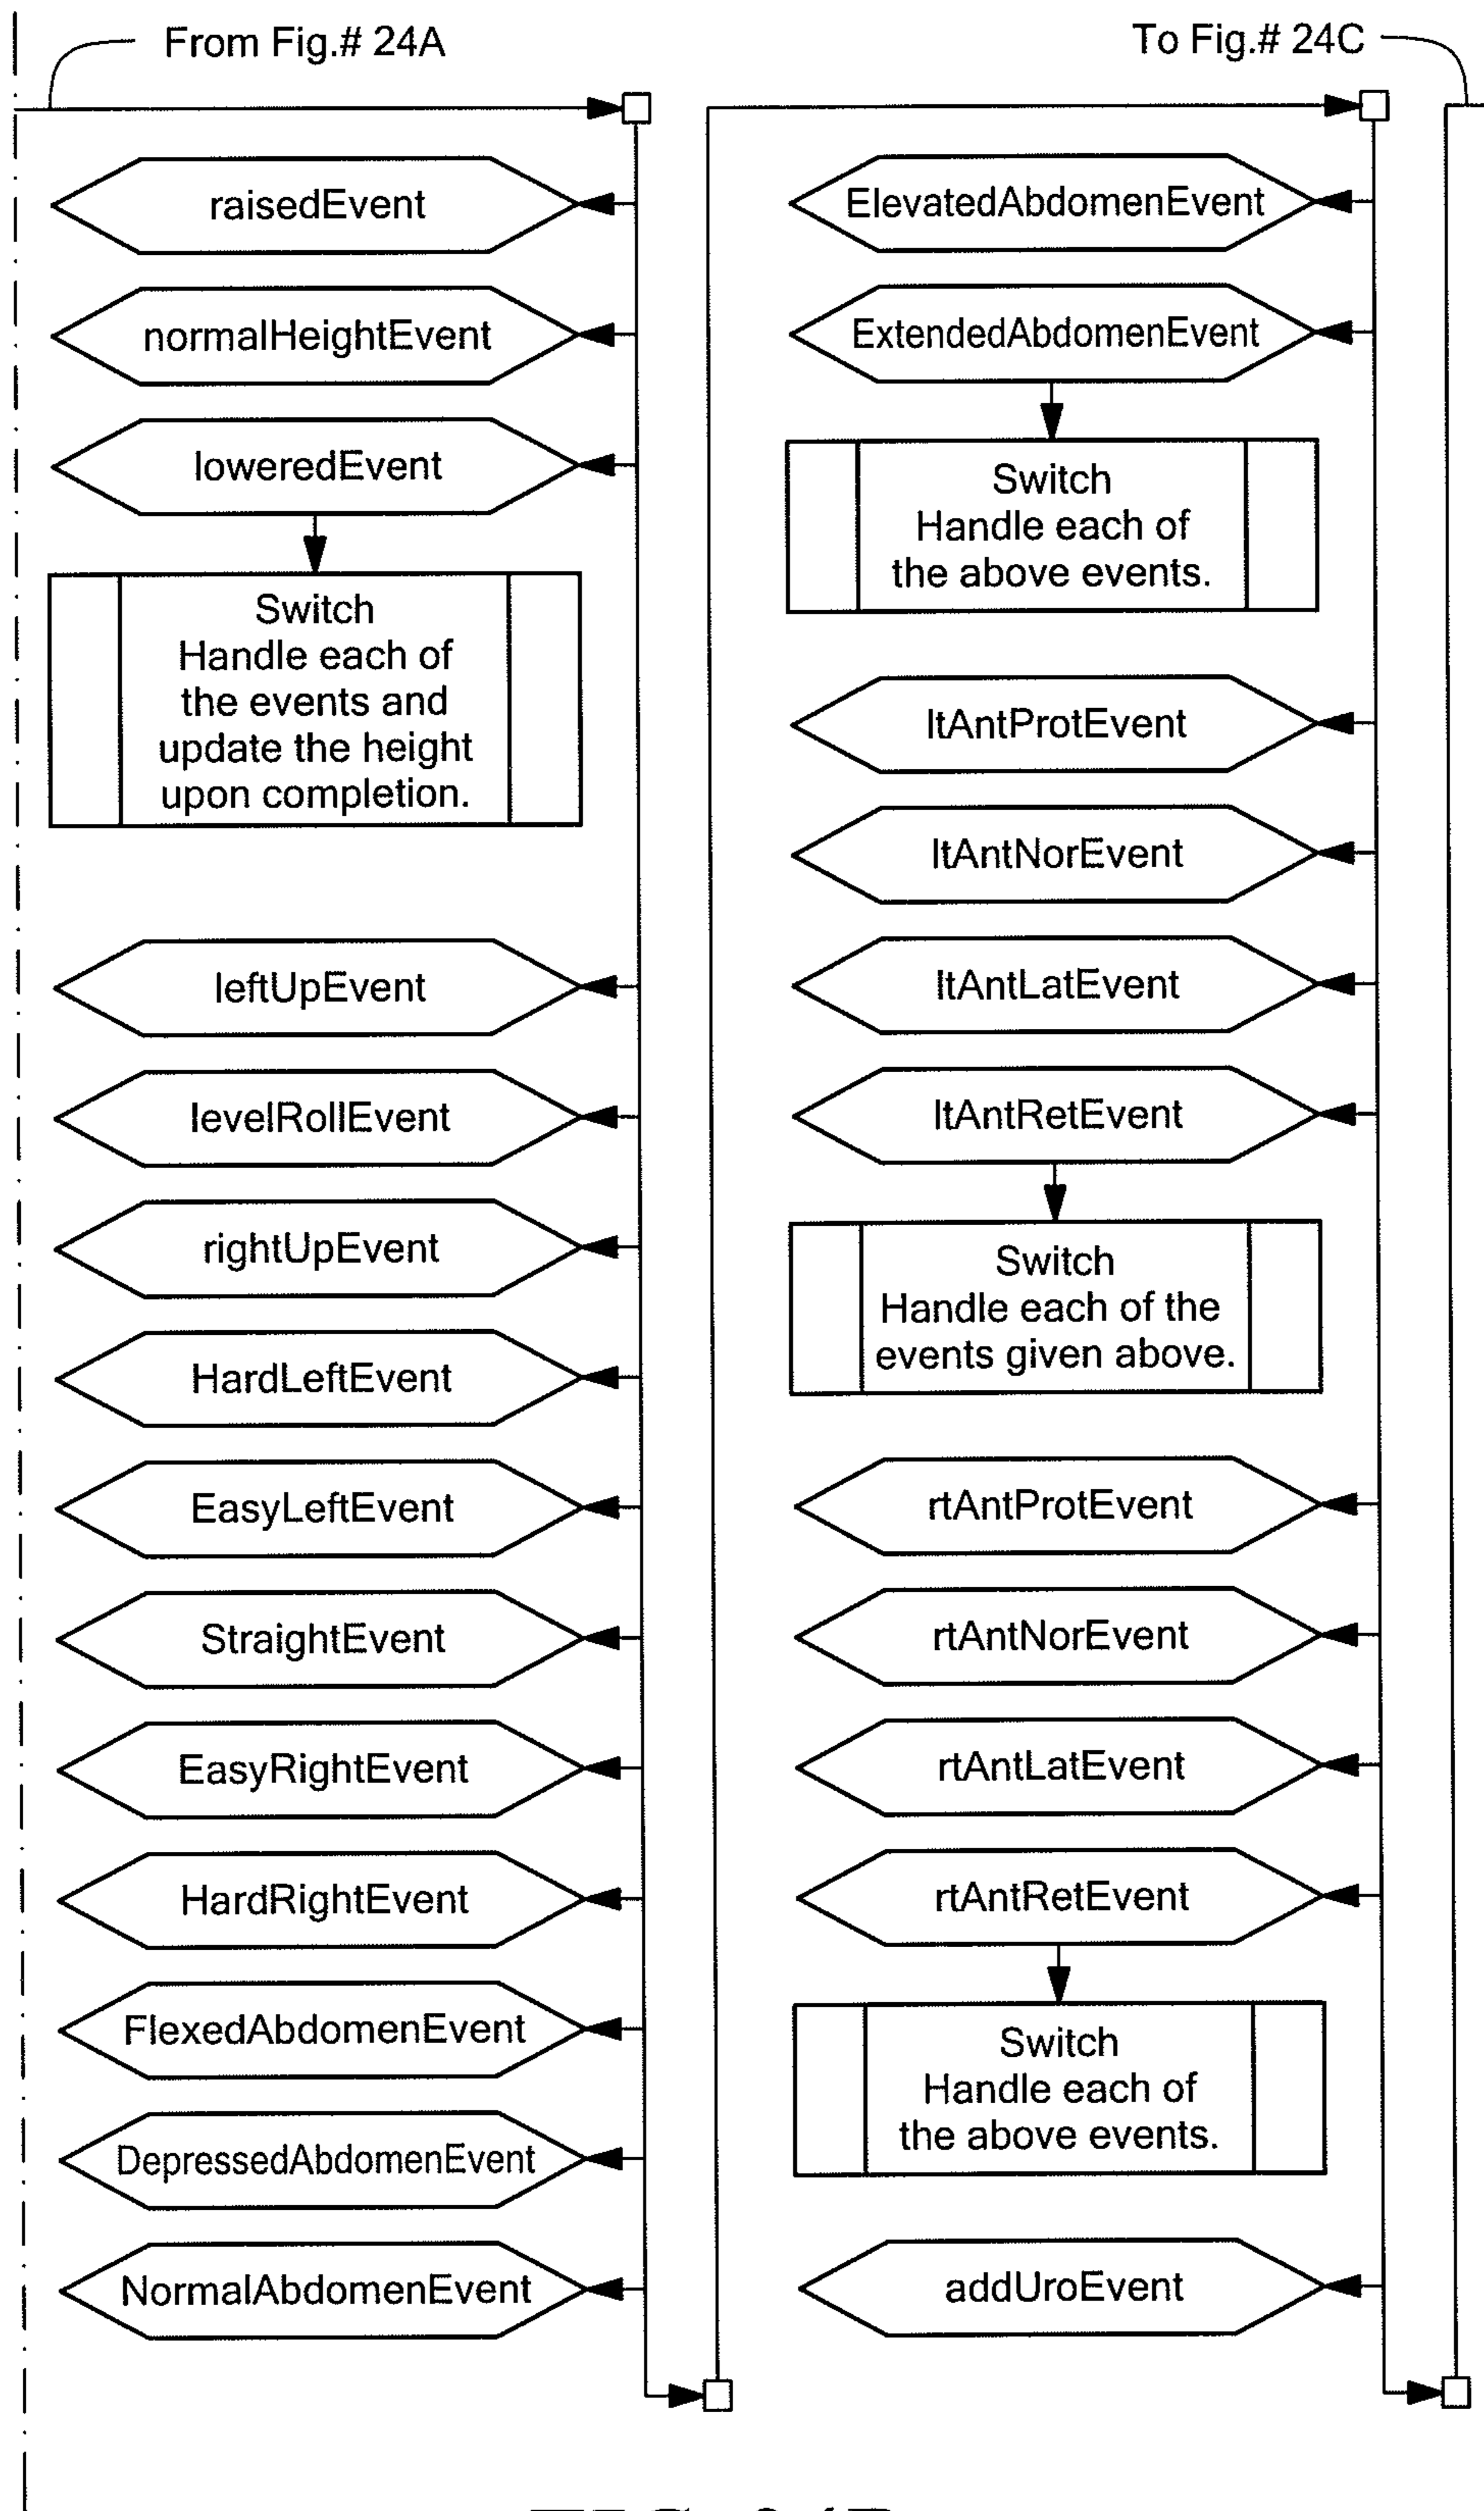 From Fig.# 24A
To Fig.# 24C
raisedEvent
normalHeightEvent
loweredEvent
Switch
Handle each of
the events and
update the height
upon completion.
leftUpEvent
levelRollEvent
rightUpEvent
HardLeftEvent
EasyLeftEvent
StraightEvent
EasyRightEvent
HardRightEvent
FlexedAbdomenEvent
DepressedAbdomenEvent
NormalAbdomenEvent
ElevatedAbdomenEvent
ExtendedAbdomenEvent
Switch
Handle each of
the above events.
ltAntProtEvent
ltAntNorEvent
ltAntLatEvent
ltAntRetEvent
Switch
Handle each of the
events given above.
rtAntProtEvent
rtAntNorEvent
rtAntLatEvent
rtAntRetEvent
Switch
Handle each of
the above events.
addUroEvent